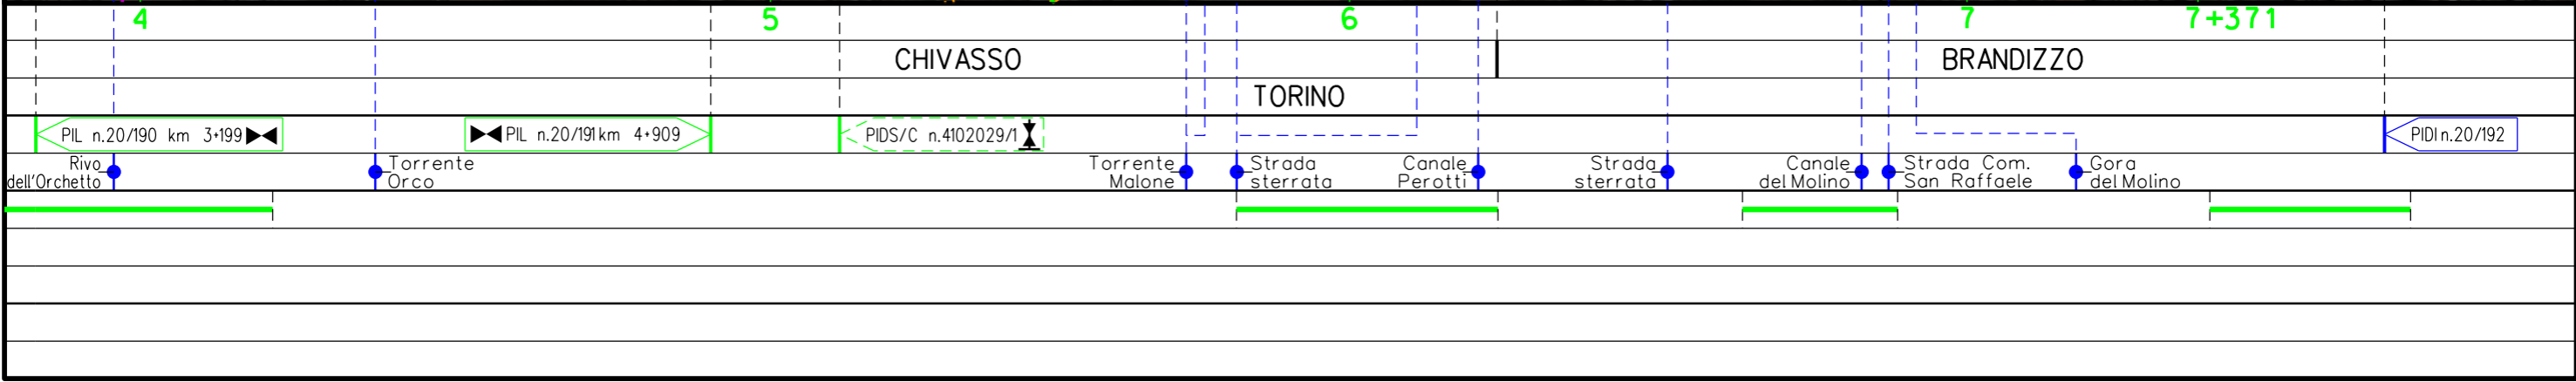 4 5 6 7 7+371
CHIVASSO BRANDIZZO
TORINO
PIL n.20/190 km 3+199 PIL n.20/191 km 4+909 PIDS/C n.4102029/1 PIDI n.20/192
Rivo Torrente Torrente Strada Canale Strada Canale Strada Com. Gora
dell'Orchetto Orco Malone sterrata Perotti sterrata del Molino San Raffaele del Molino